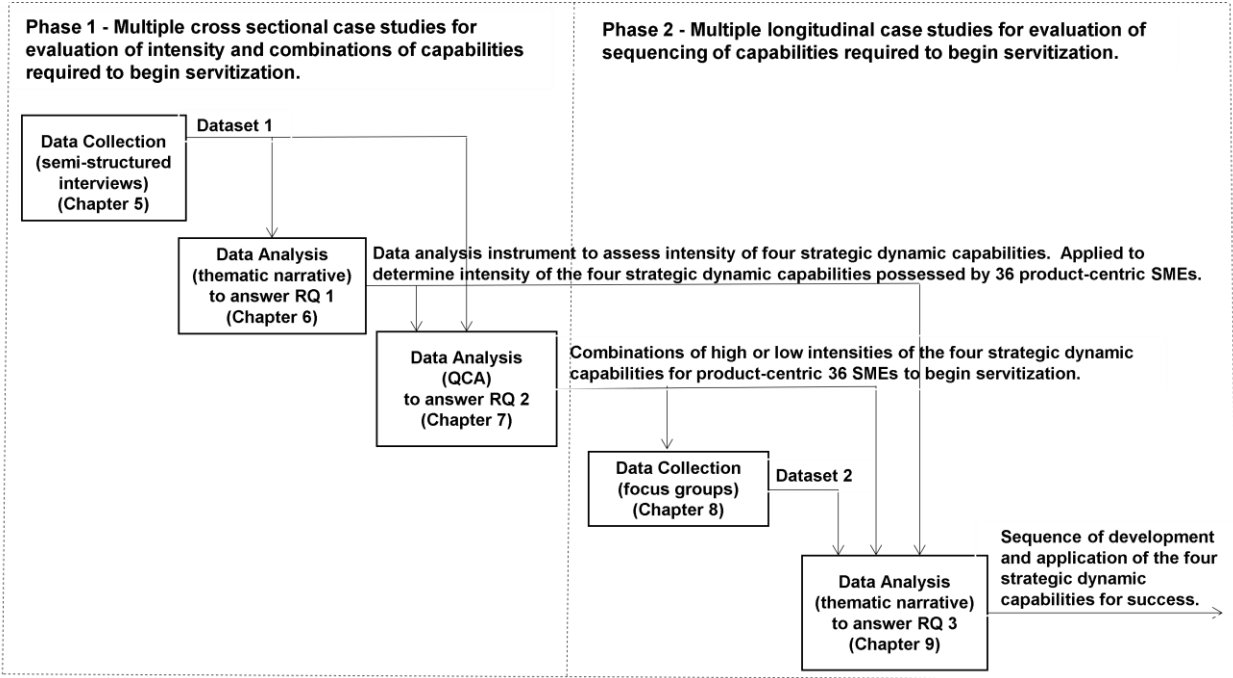 Phase 1 - Multiple cross sectional case studies for
evaluation of intensity and combinations of capabilities
required to begin servitization.
Phase 2 - Multiple longitudinal case studies for evaluation of
sequencing of capabilities required to begin servitization.
Data Collection
(semi-structured
interviews)
(Chapter 5)
Dataset 1
Data Analysis
(thematic narrative)
to answer RQ 1
(Chapter 6)
Data analysis instrument to assess intensity of four strategic dynamic capabilities. Applied to
determine intensity of the four strategic dynamic capabilities possessed by 36 product-centric SMEs.
Data Analysis
(QCA)
to answer RQ 2
(Chapter 7)
Combinations of high or low intensities of the four strategic dynamic
capabilities for product-centric 36 SMEs to begin servitization.
Data Collection
(focus groups)
(Chapter 8)
Dataset 2
Data Analysis
(thematic narrative)
to answer RQ 3
(Chapter 9)
Sequence of development
and application of the four
strategic dynamic
capabilities for success.